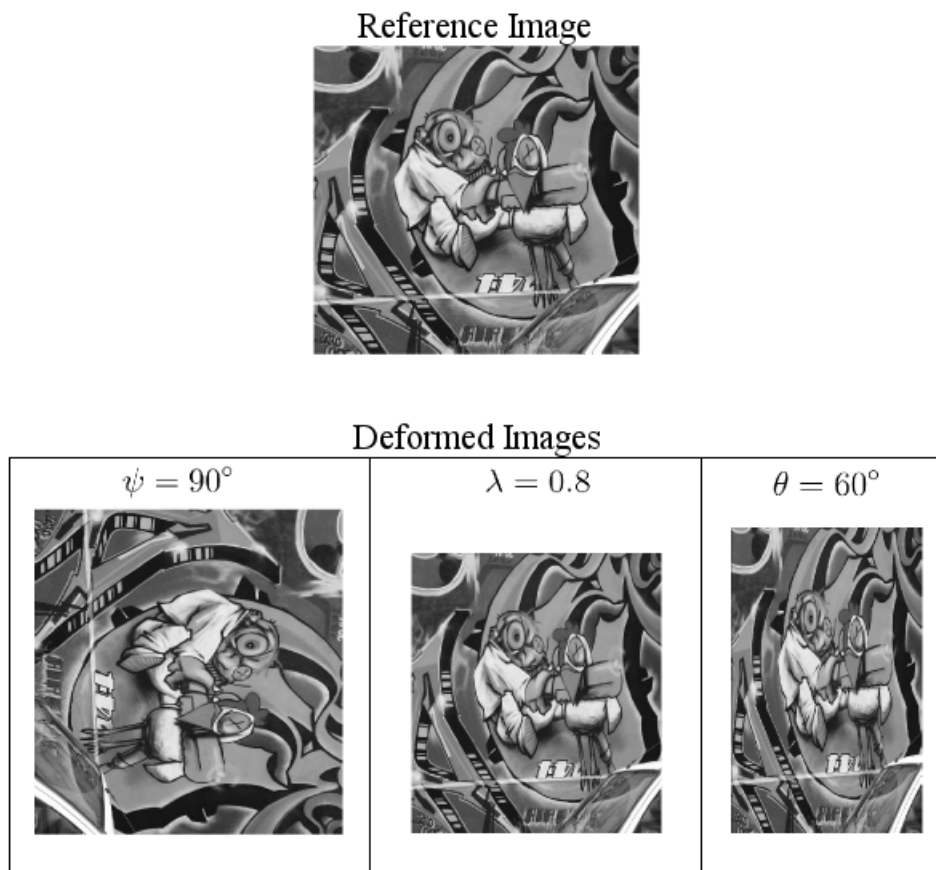 Reference Image
Deformed Images
ψ = 90°
λ = 0.8
θ = 60°